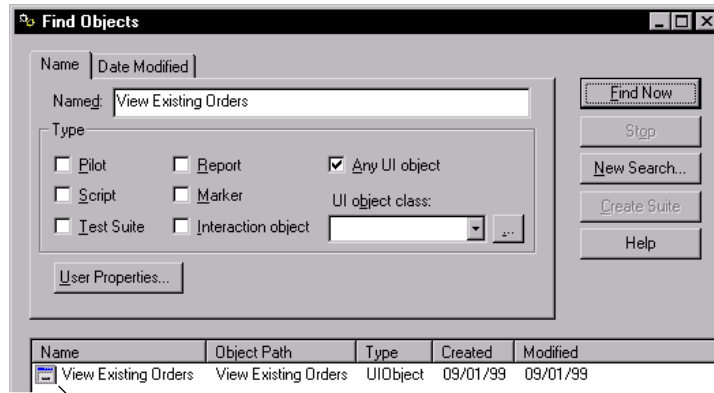 Find Objects
Name Date Modified
Named: View Existing Orders
Find Now
Type
Stop
Pilot Report Any UI object
New Search...
Script Marker UI object class:
Create Suite
Test Suite Interaction object ...
Help
User Properties...
Name Object Path Type Created Modified
View Existing Orders View Existing Orders UIObject 09/01/99 09/01/99